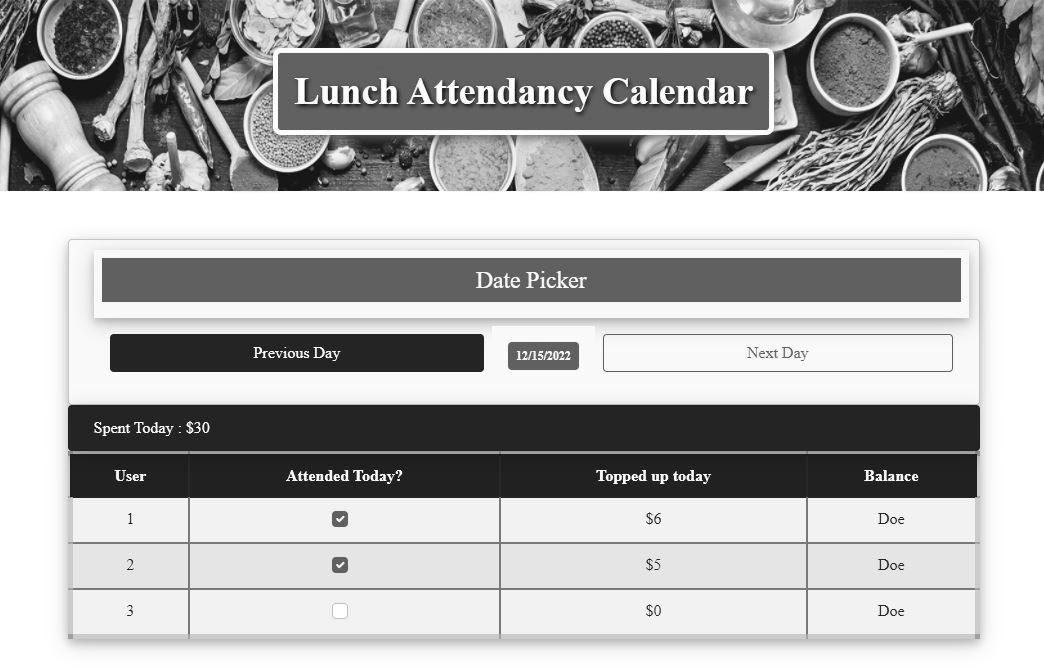 Lunch Attendancy Calendar
Date Picker
Previous Day 12/15/2022 Next Day
Spent Today : $30
User Attended Today? Topped up today Balance
1 $6 Doe
2 $5 Doe
3 $0 Doe